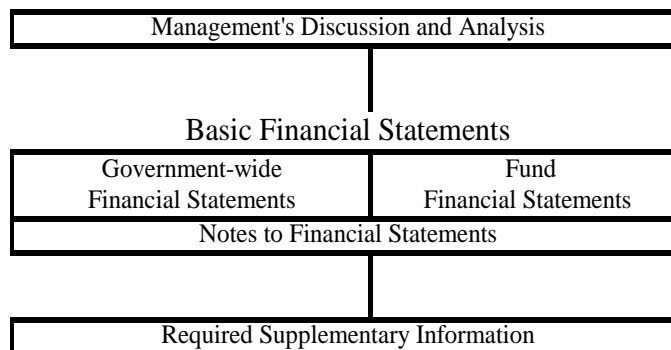 Management's Discussion and Analysis
Basic Financial Statements
Government-wide
Financial Statements
Fund
Financial Statements
Notes to Financial Statements
Required Supplementary Information